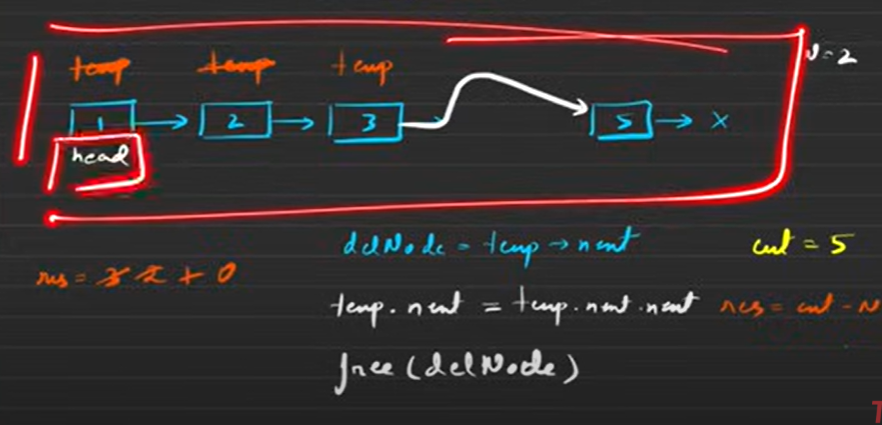 temp temp temp
N=2
1 → 2 → 3 → 5 → x
head
delNode = temp → next
cnt = 5
res = 3 2 1 0
temp.next = temp.next.next
res = cnt - N
free(delNode)